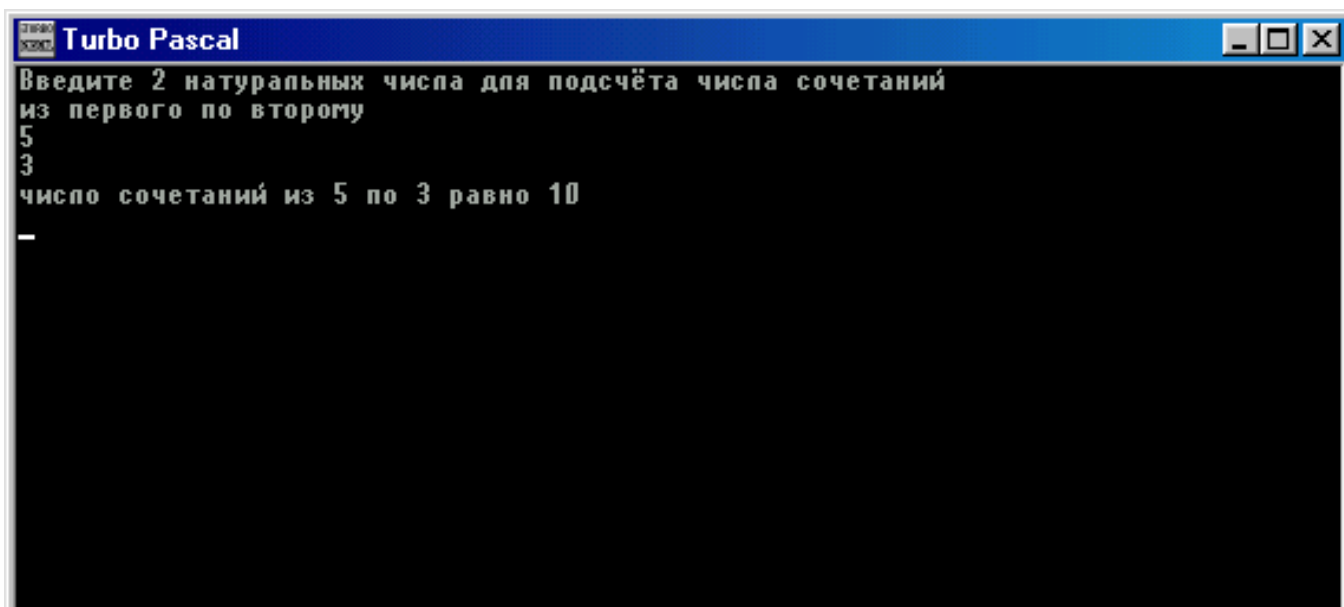 Turbo Pascal
Введите 2 натуральных числа для подсчёта числа сочетаний
из первого по второму
5
3
число сочетаний из 5 по 3 равно 10